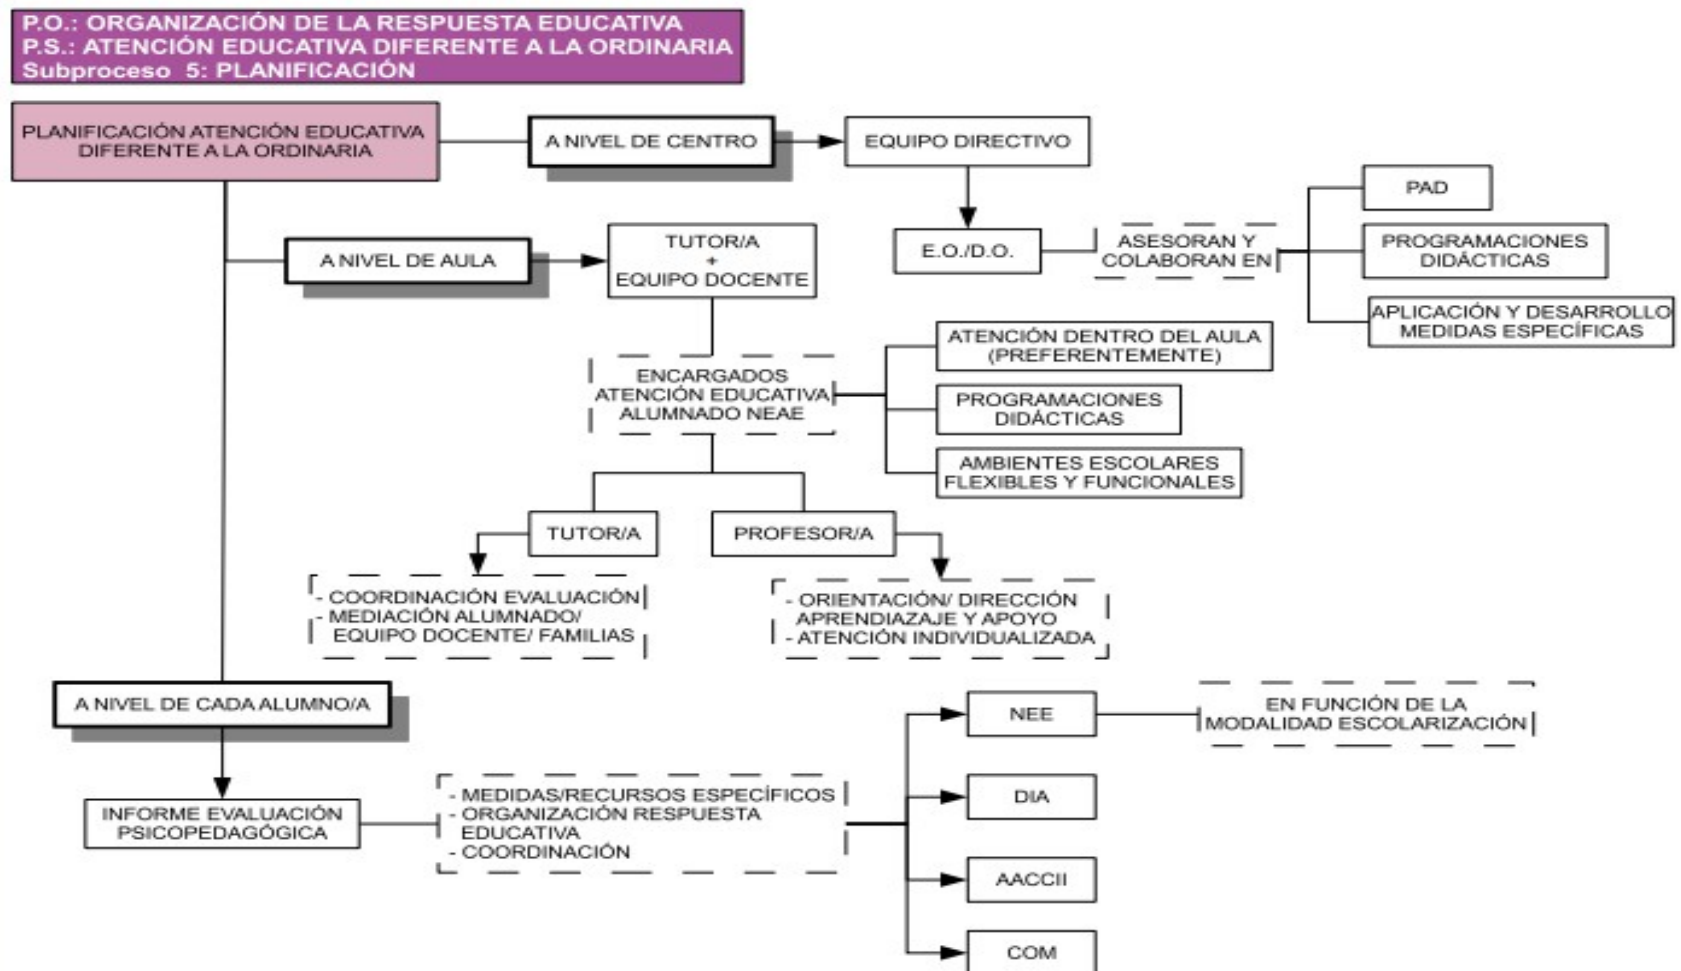 P.O.: ORGANIZACIÓN DE LA RESPUESTA EDUCATIVA
P.S.: ATENCIÓN EDUCATIVA DIFERENTE A LA ORDINARIA
Subproceso 5: PLANIFICACIÓN
PLANIFICACIÓN ATENCIÓN EDUCATIVA
DIFERENTE A LA ORDINARIA
A NIVEL DE CENTRO
EQUIPO DIRECTIVO
E.O./D.O.
ASESORAN Y
COLABORAN EN
PAD
PROGRAMACIONES
DIDÁCTICAS
APLICACIÓN Y DESARROLLO
MEDIDAS ESPECÍFICAS
A NIVEL DE AULA
TUTOR/A
+
EQUIPO DOCENTE
ENCARGADOS
ATENCIÓN EDUCATIVA
ALUMNADO NEAE
ATENCIÓN DENTRO DEL AULA
(PREFERENTEMENTE)
PROGRAMACIONES
DIDÁCTICAS
AMBIENTES ESCOLARES
FLEXIBLES Y FUNCIONALES
TUTOR/A
- COORDINACIÓN EVALUACIÓN
- MEDIACIÓN ALUMNADO/
EQUIPO DOCENTE/ FAMILIAS
PROFESOR/A
- ORIENTACIÓN/ DIRECCIÓN
APRENDIZAJE Y APOYO
- ATENCIÓN INDIVIDUALIZADA
A NIVEL DE CADA ALUMNO/A
INFORME EVALUACIÓN
PSICOPEDAGÓGICA
- MEDIDAS/RECURSOS ESPECÍFICOS
- ORGANIZACIÓN RESPUESTA
EDUCATIVA
- COORDINACIÓN
NEE
EN FUNCIÓN DE LA
MODALIDAD ESCOLARIZACIÓN
DIA
AACCII
COM